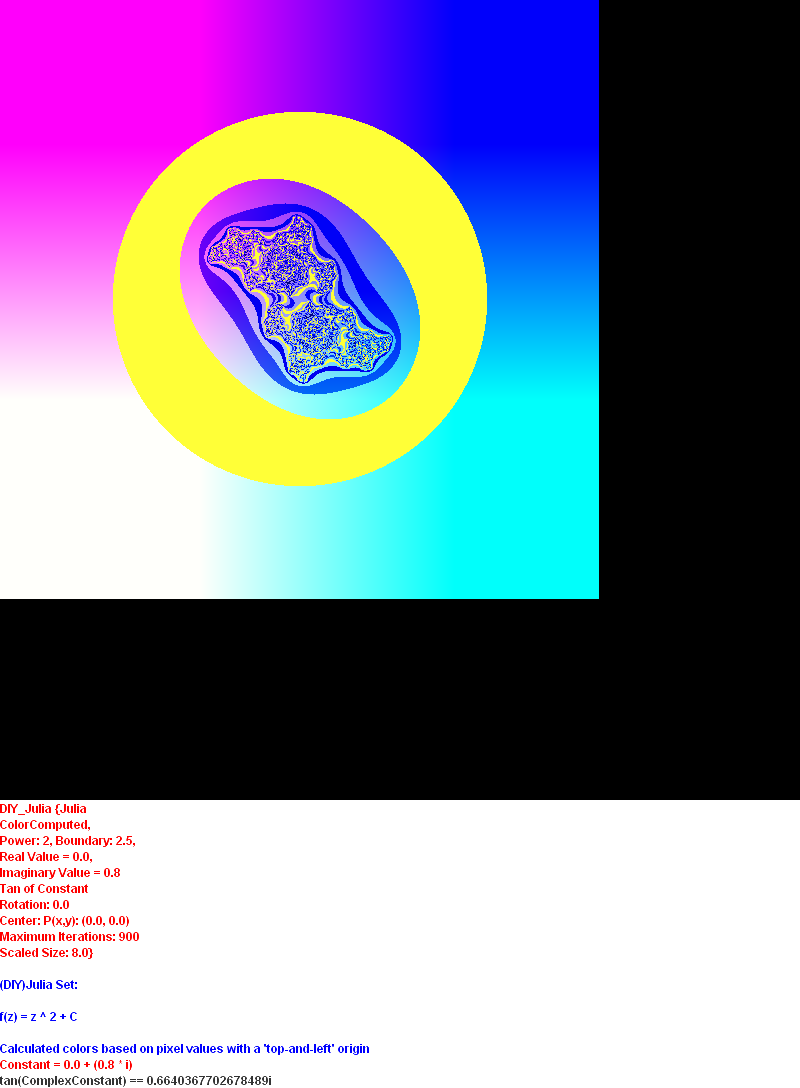 DIY_Julia {Julia
ColorComputed,
Power: 2, Boundary: 2.5,
Real Value = 0.0,
Imaginary Value = 0.8
Tan of Constant
Rotation: 0.0
Center: P(x,y): (0.0, 0.0)
Maximum Iterations: 900
Scaled Size: 8.0}
(DIY)Julia Set:
f(z) = z ^ 2 + C
Calculated colors based on pixel values with a 'top-and-left' origin
Constant = 0.0 + (0.8 * i)
tan(ComplexConstant) == 0.6640367702678489i